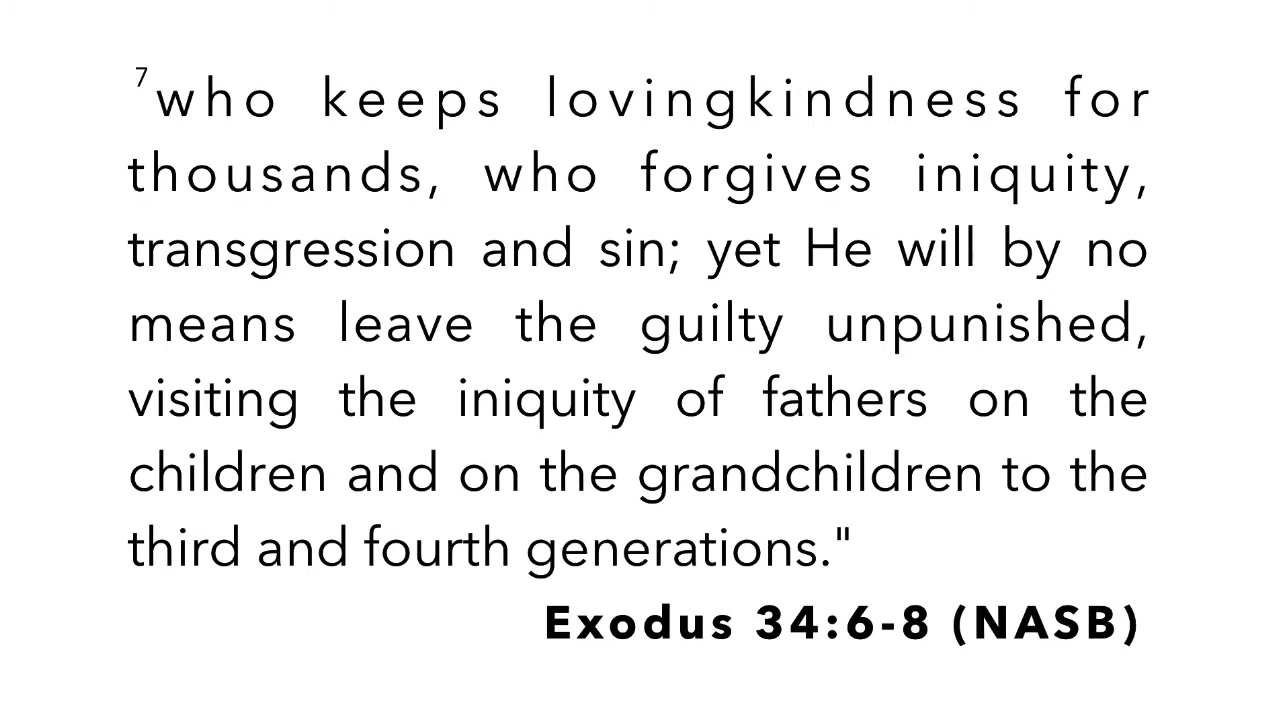 7 who keeps lovingkindness for
thousands, who forgives iniquity,
transgression and sin; yet He will by no
means leave the guilty unpunished,
visiting the iniquity of fathers on the
children and on the grandchildren to the
third and fourth generations."
Exodus 34:6-8 (NASB)